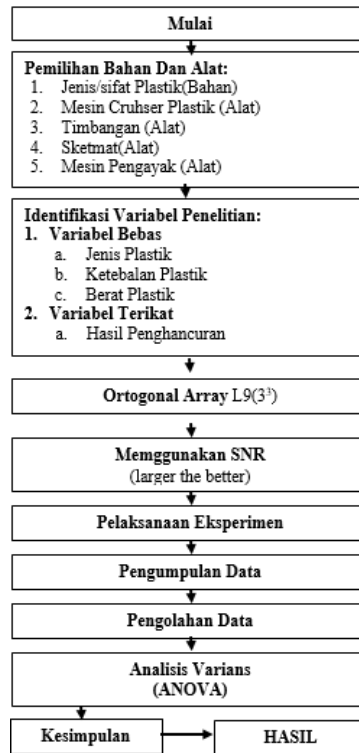 Mulai
Pemilihan Bahan Dan Alat:
1. Jenis/sifat Plastik(Bahan)
2. Mesin Cruhser Plastik (Alat)
3. Timbangan (Alat)
4. Sketmat(Alat)
5. Mesin Pengayak (Alat)
Identifikasi Variabel Penelitian:
1. Variabel Bebas
a. Jenis Plastik
b. Ketebalan Plastik
c. Berat Plastik
2. Variabel Terikat
a. Hasil Penghancuran
Ortogonal Array L9(3³)
Memggunakan SNR
(larger the better)
Pelaksanaan Eksperimen
Pengumpulan Data
Pengolahan Data
Analisis Varians
(ANOVA)
Kesimpulan
HASIL